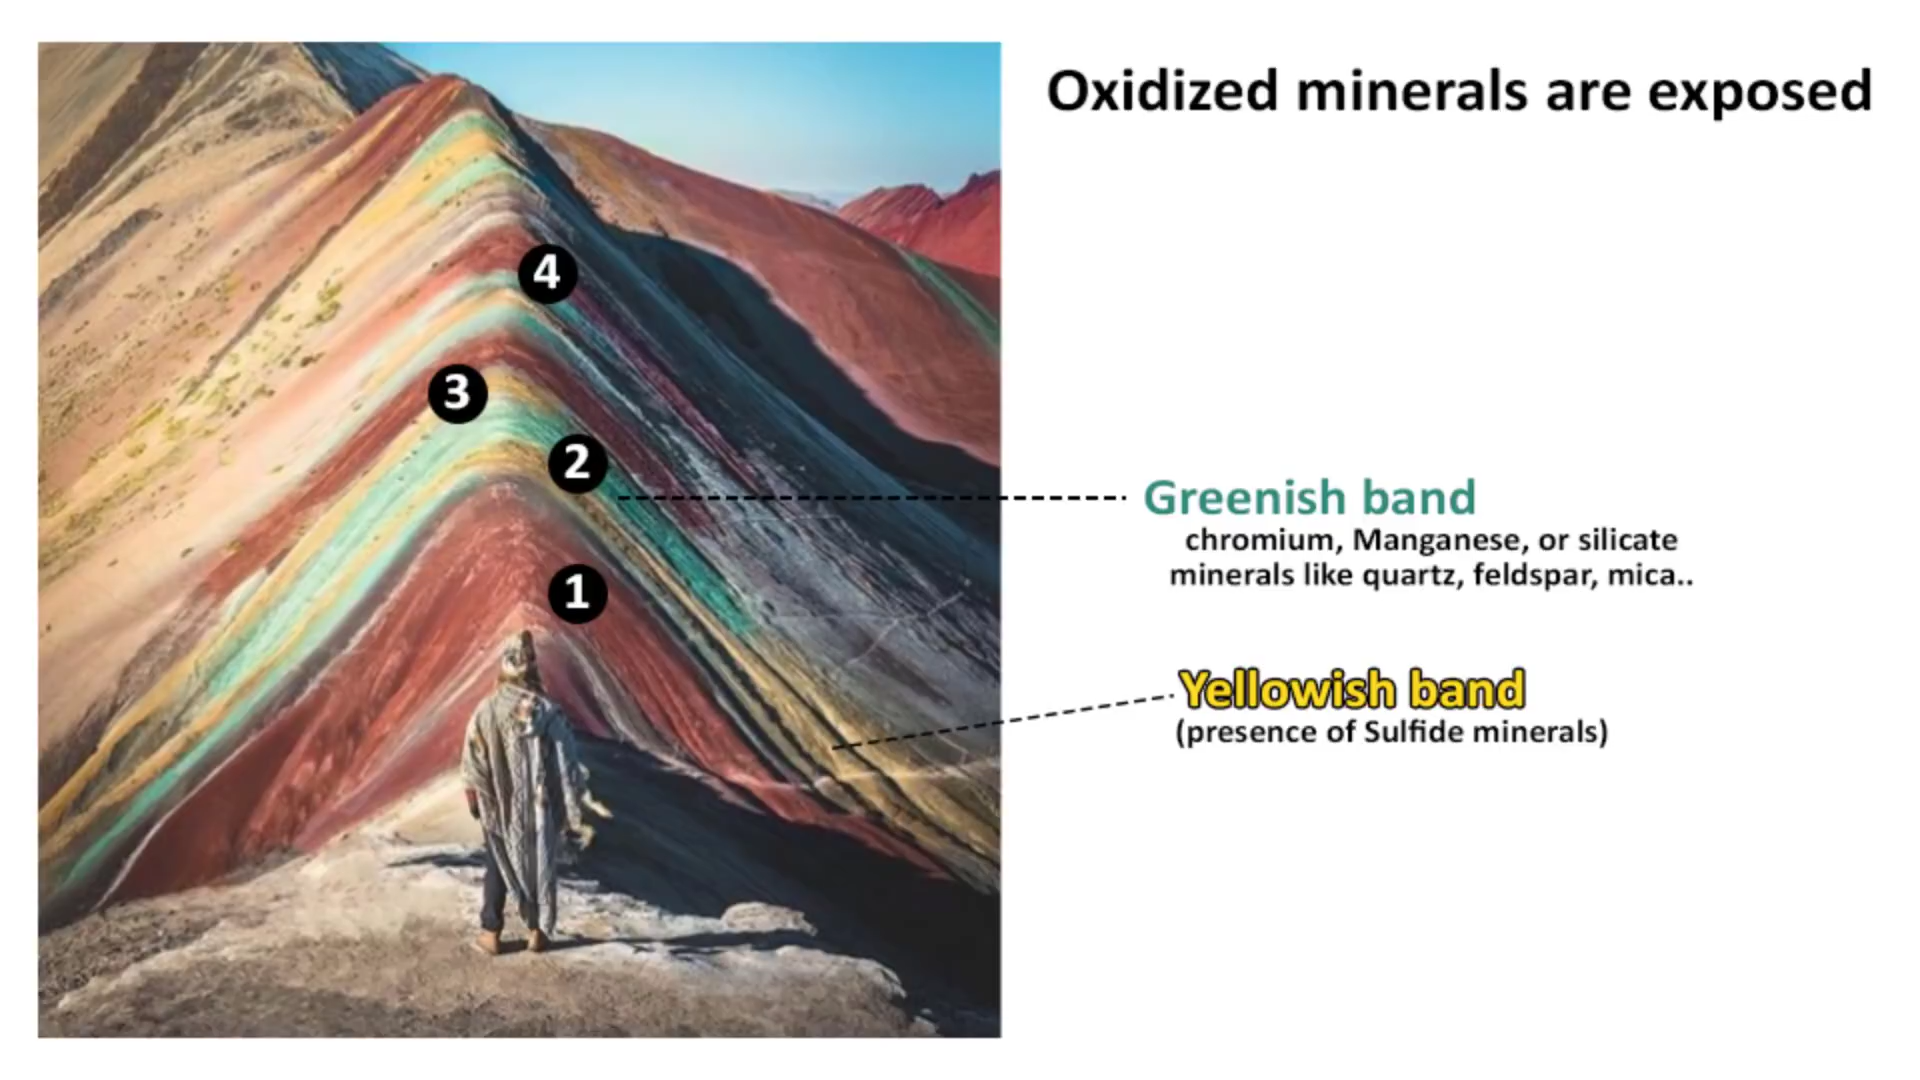 Oxidized minerals are exposed
4
3
2
1
Greenish band
chromium, Manganese, or silicate
minerals like quartz, feldspar, mica..
Yellowish band
(presence of Sulfide minerals)